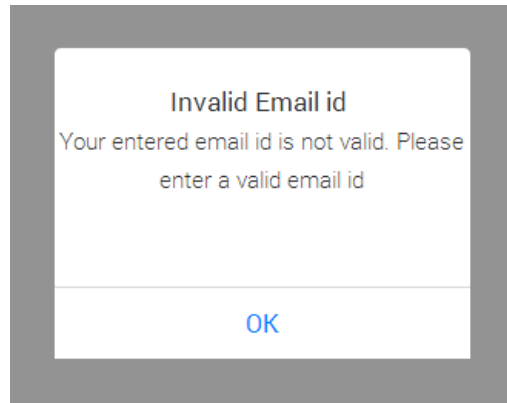 Invalid Email id
Your entered email id is not valid. Please
enter a valid email id
OK